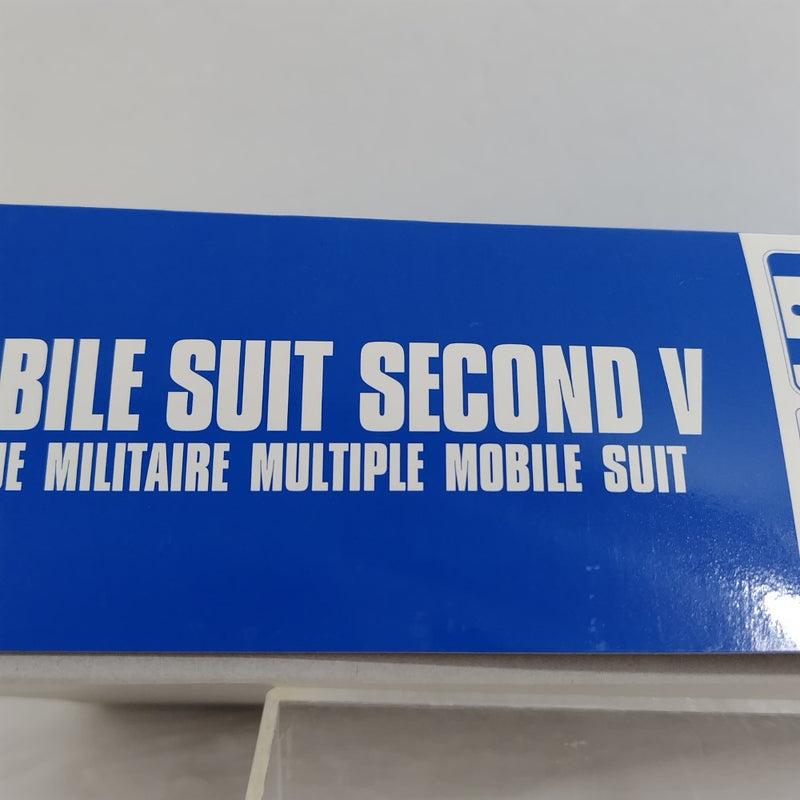 BILE SUIT SECOND V
UE MILITAIRE MULTIPLE MOBILE SUIT